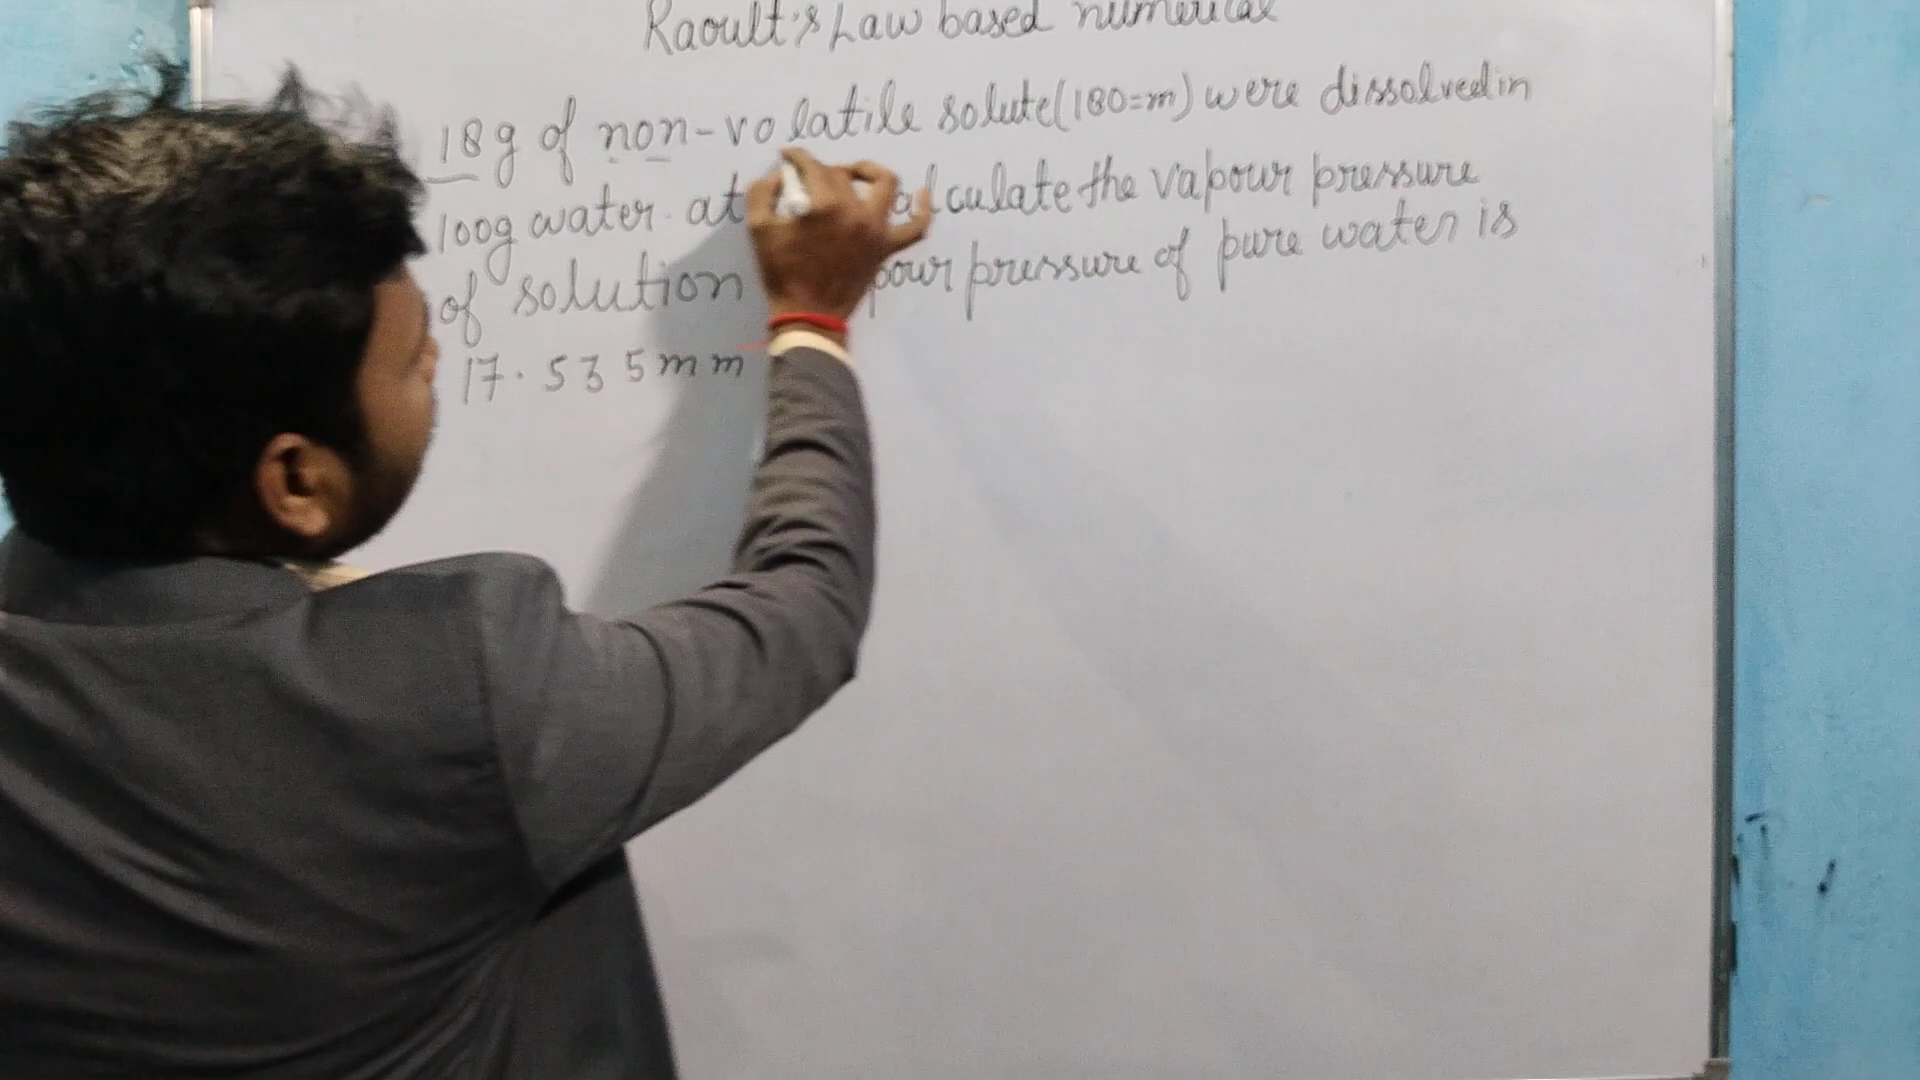 Raoult's Law based numerical
18g of non-volatile solute (180=m) were dissolved in
100g water at calculate the vapour pressure
of solution pour pressure of pure water is
17.535mm